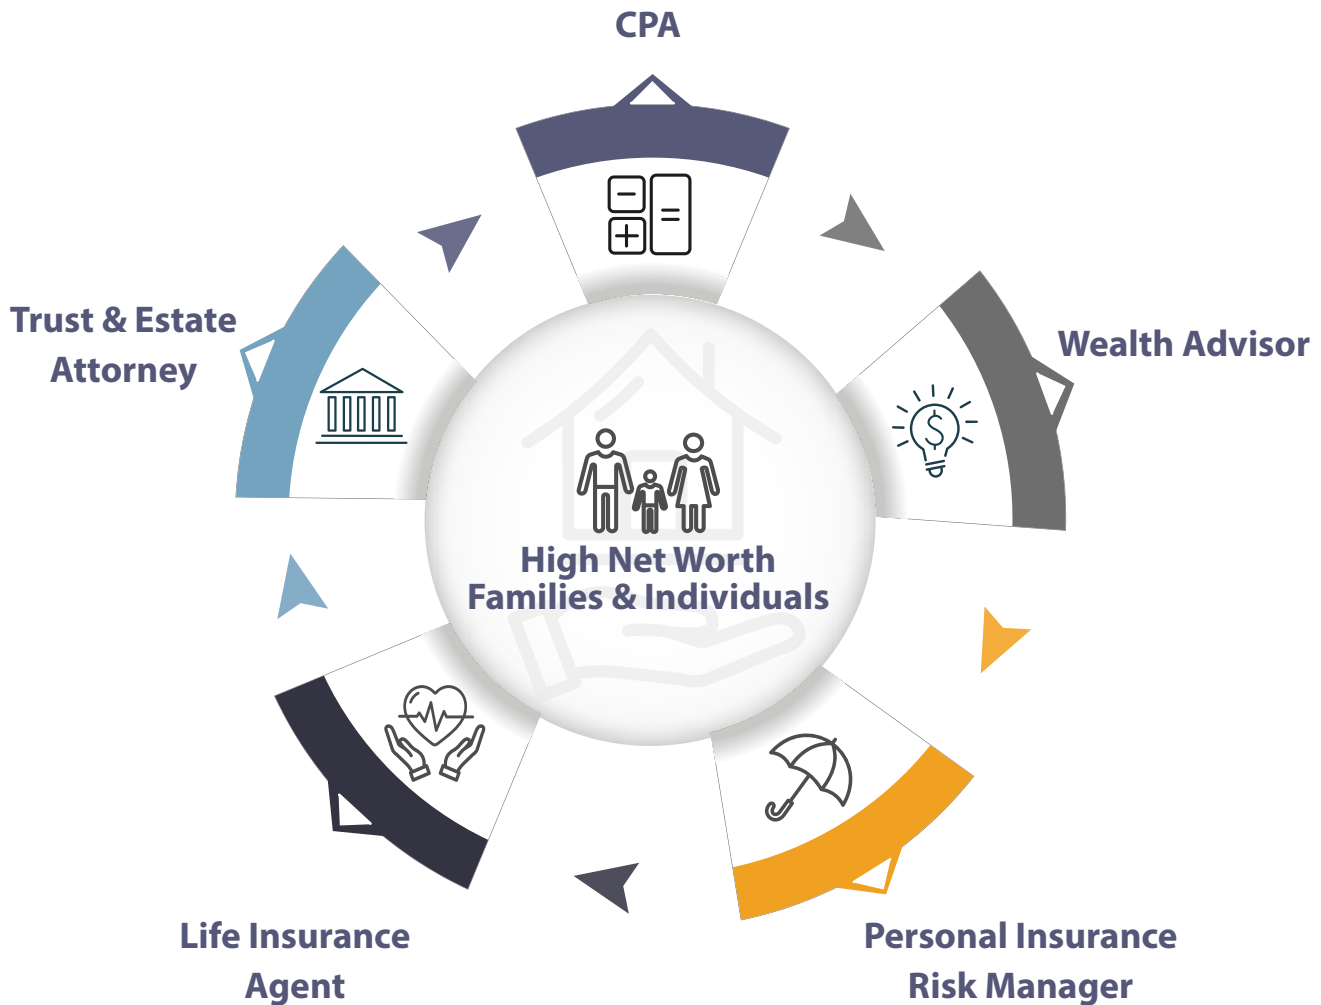 CPA
Trust & Estate
Attorney
Wealth Advisor
High Net Worth
Families & Individuals
Life Insurance
Agent
Personal Insurance
Risk Manager